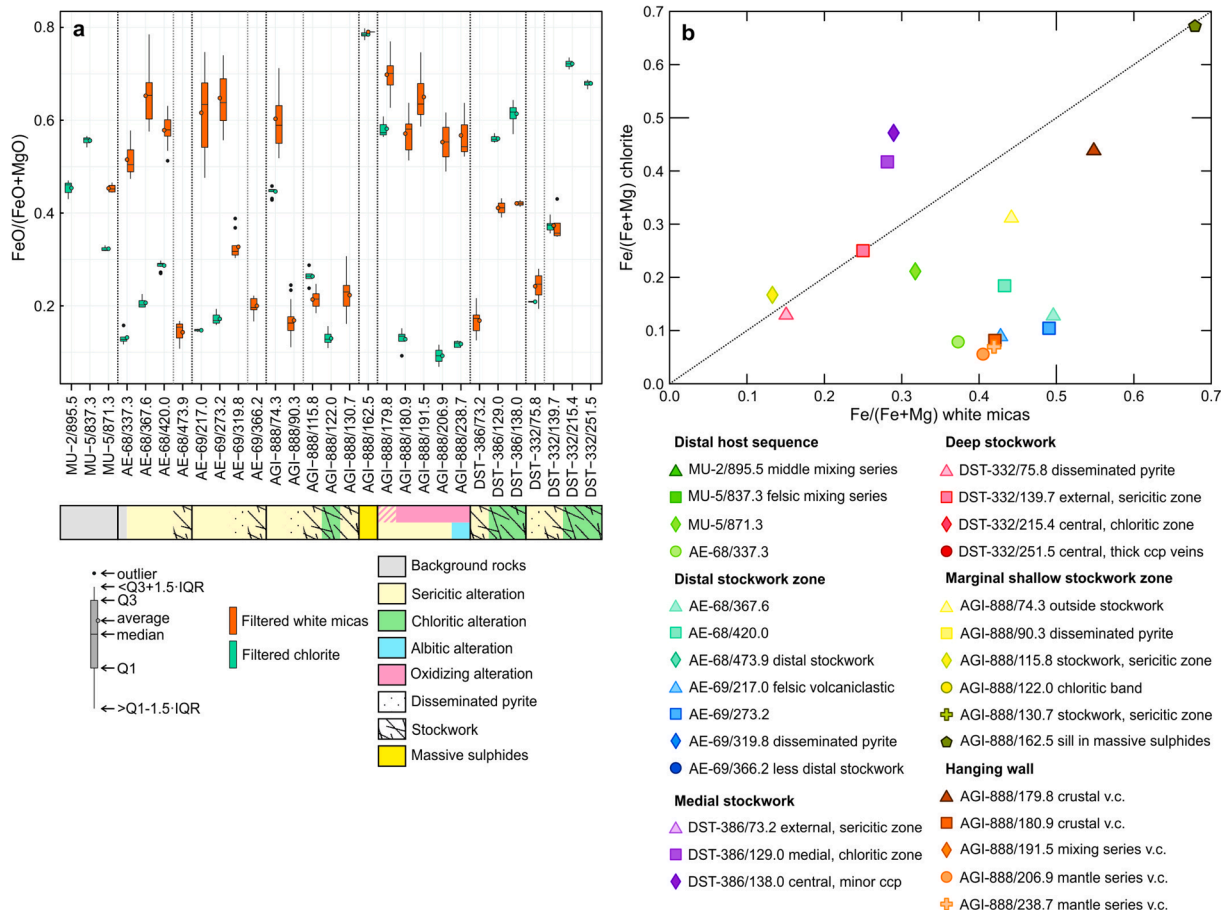 a
FeO/(FeO+MgO)
0.8
0.6
0.4
0.2
MU-2/895.5
MU-5/837.3
MU-5/871.3
AE-68/337.3
AE-68/367.6
AE-68/420.0
AE-68/473.9
AE-69/217.0
AE-69/273.2
AE-69/319.8
AE-69/366.2
AGI-888/74.3
AGI-888/90.3
AGI-888/115.8
AGI-888/122.0
AGI-888/130.7
AGI-888/162.5
AGI-888/179.8
AGI-888/180.9
AGI-888/191.5
AGI-888/206.9
AGI-888/238.7
DST-386/73.2
DST-386/129.0
DST-386/138.0
DST-332/75.8
DST-332/139.7
DST-332/215.4
DST-332/251.5
outlier
<Q3+1.5·IQR
Q3
average
median
Q1
>Q1-1.5·IQR
Filtered white micas
Filtered chlorite
Background rocks
Sericitic alteration
Chloritic alteration
Albitic alteration
Oxidizing alteration
Disseminated pyrite
Stockwork
Massive sulphides
b
Fe/(Fe+Mg) chlorite
0.7
0.6
0.5
0.4
0.3
0.2
0.1
0.0
0.0
0.1
0.2
0.3
0.4
0.5
0.6
0.7
Fe/(Fe+Mg) white micas
Distal host sequence
MU-2/895.5 middle mixing series
MU-5/837.3 felsic mixing series
MU-5/871.3
AE-68/337.3
Distal stockwork zone
AE-68/367.6
AE-68/420.0
AE-68/473.9 distal stockwork
AE-69/217.0 felsic volcaniclastic
AE-69/273.2
AE-69/319.8 disseminated pyrite
AE-69/366.2 less distal stockwork
Medial stockwork
DST-386/73.2 external, sericitic zone
DST-386/129.0 medial, chloritic zone
DST-386/138.0 central, minor ccp
Deep stockwork
DST-332/75.8 disseminated pyrite
DST-332/139.7 external, sericitic zone
DST-332/215.4 central, chloritic zone
DST-332/251.5 central, thick ccp veins
Marginal shallow stockwork zone
AGI-888/74.3 outside stockwork
AGI-888/90.3 disseminated pyrite
AGI-888/115.8 stockwork, sericitic zone
AGI-888/122.0 chloritic band
AGI-888/130.7 stockwork, sericitic zone
AGI-888/162.5 sill in massive sulphides
Hanging wall
AGI-888/179.8 crustal v.c.
AGI-888/180.9 crustal v.c.
AGI-888/191.5 mixing series v.c.
AGI-888/206.9 mantle series v.c.
AGI-888/238.7 mantle series v.c.